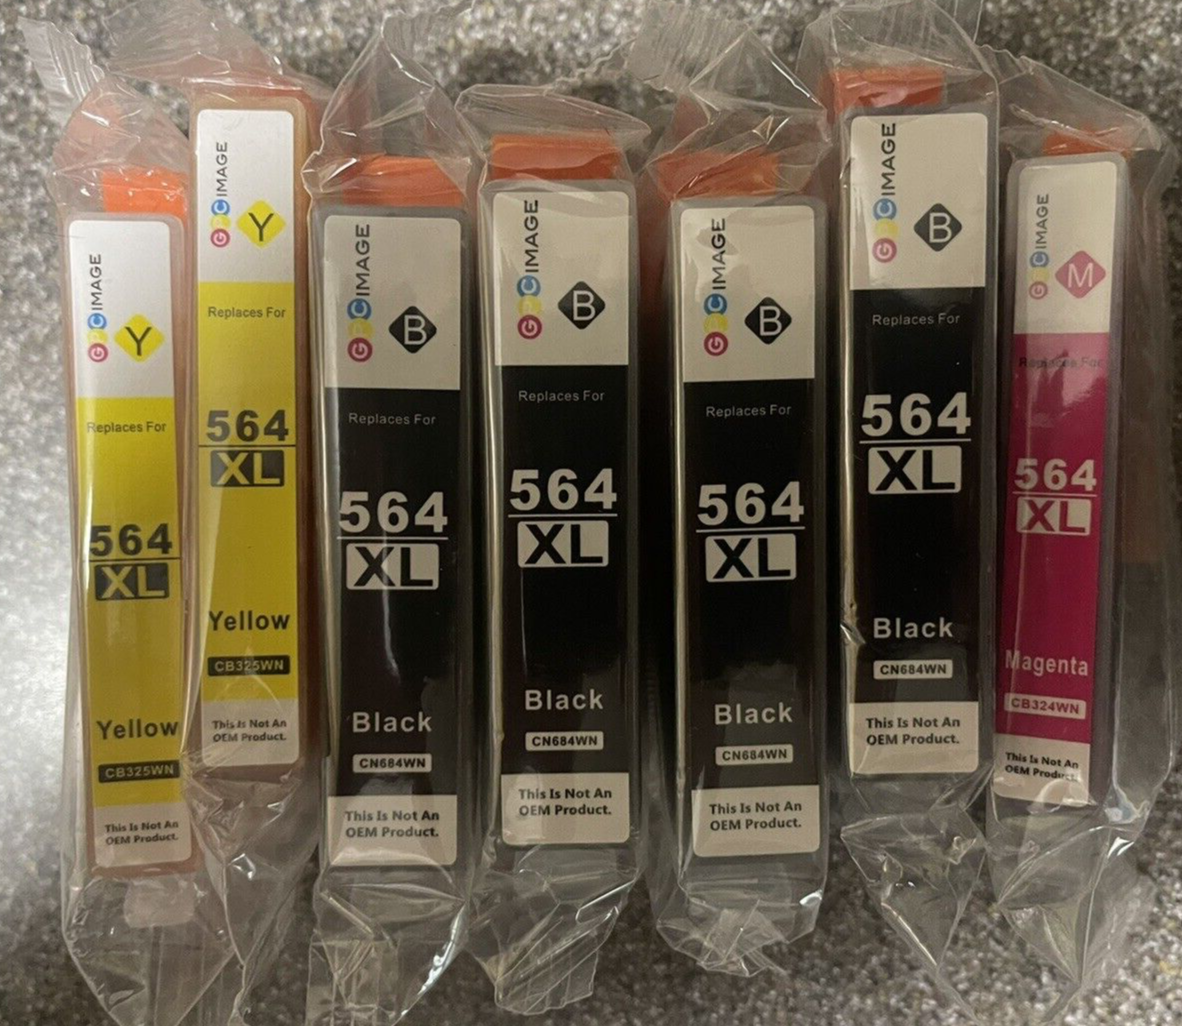 GPCIMAGE
Y
Replaces For
564
XL
Yellow
CB325WN
This Is Not An
OEM Product.
GPCIMAGE
Y
Replaces For
564
XL
Yellow
CB325WN
This Is Not An
OEM Product.
GPCIMAGE
B
Replaces For
564
XL
Black
CN684WN
This Is Not An
OEM Product.
GPCIMAGE
B
Replaces For
564
XL
Black
CN684WN
This Is Not An
OEM Product.
GPCIMAGE
B
Replaces For
564
XL
Black
CN684WN
This Is Not An
OEM Product.
GPCIMAGE
B
Replaces For
564
XL
Black
CN684WN
This Is Not An
OEM Product.
GPCIMAGE
M
Replaces For
564
XL
Magenta
CB324WN
This Is Not An
OEM Product.